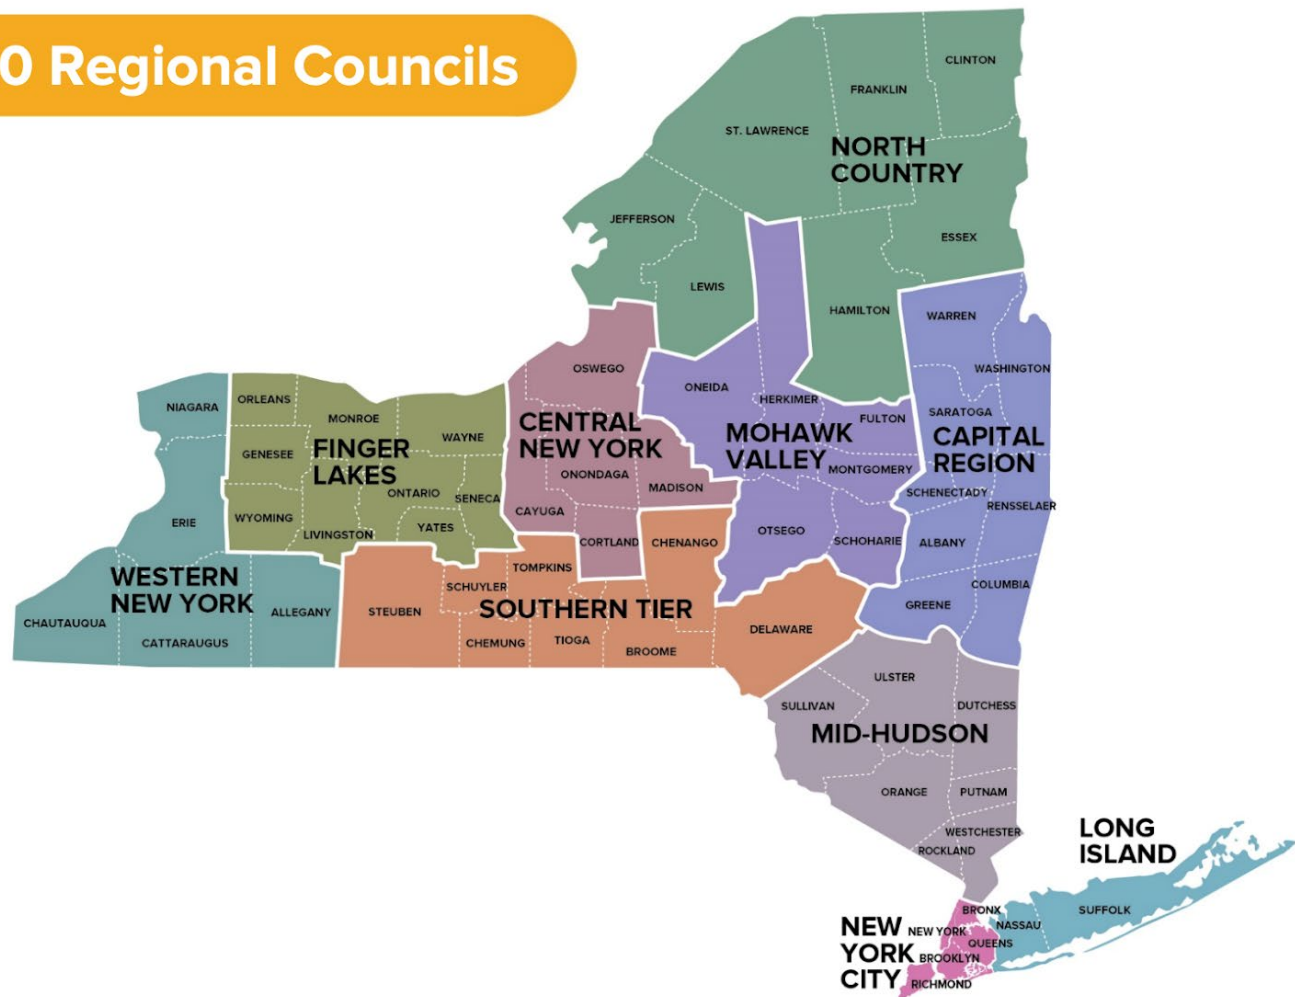 0 Regional Councils
CLINTON
FRANKLIN
ST. LAWRENCE
NORTH
COUNTRY
JEFFERSON
ESSEX
LEWIS
HAMILTON
WARREN
OSWEGO
WASHINGTON
ONEIDA
HERKIMER
NIAGARA
ORLEANS
MONROE
FULTON
SARATOGA
CENTRAL
NEW YORK
MOHAWK
VALLEY
CAPITAL
REGION
WAYNE
FINGER
LAKES
GENESEE
ONONDAGA
MONTGOMERY
MADISON
ONTARIO
SENECA
SCHENECTADY
RENSSELAER
CAYUGA
WYOMING
ERIE
YATES
LIVINGSTON
OTSEGO
SCHOHARIE
ALBANY
CORTLAND
CHENANGO
TOMPKINS
WESTERN
NEW YORK
SCHUYLER
COLUMBIA
GREENE
ALLEGANY
STEUBEN
SOUTHERN TIER
CHAUTAUQUA
CATTARAUGUS
CHEMUNG
TIOGA
BROOME
DELAWARE
ULSTER
SULLIVAN
DUTCHESS
MID-HUDSON
ORANGE
PUTNAM
WESTCHESTER
ROCKLAND
LONG
ISLAND
SUFFOLK
BRONX
NASSAU
NEW
YORK
CITY
NEW YORK
QUEENS
BROOKLYN
RICHMOND